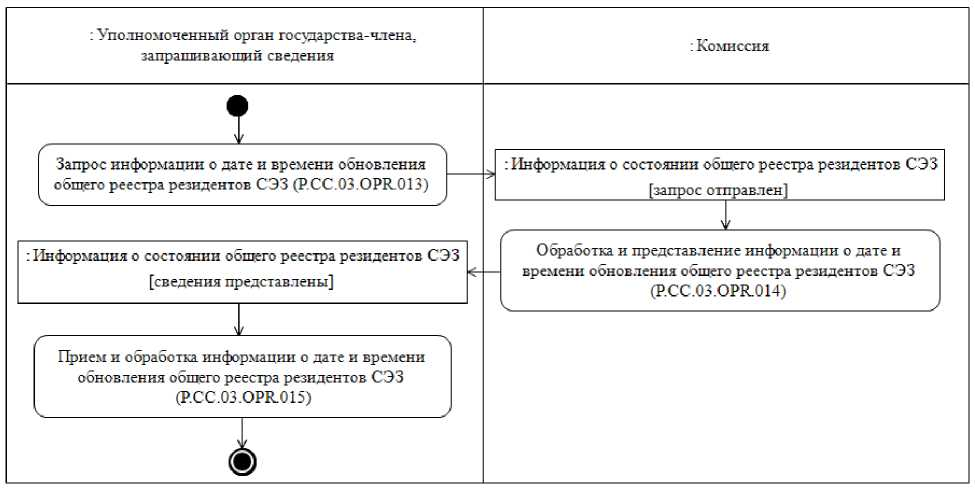 : Уполномоченный орган государства-члена,
запрашивающий сведения
: Комиссия
Запрос информации о дате и времени обновления
общего реестра резидентов СЭЗ (P.CC.03.OPR.013)
: Информация о состоянии общего реестра резидентов СЭЗ
[запрос отправлен]
Обработка и представление информации о дате и
времени обновления общего реестра резидентов СЭЗ
(P.CC.03.OPR.014)
: Информация о состоянии общего реестра резидентов СЭЗ
[сведения представлены]
Прием и обработка информации о дате и времени
обновления общего реестра резидентов СЭЗ
(P.CC.03.OPR.015)